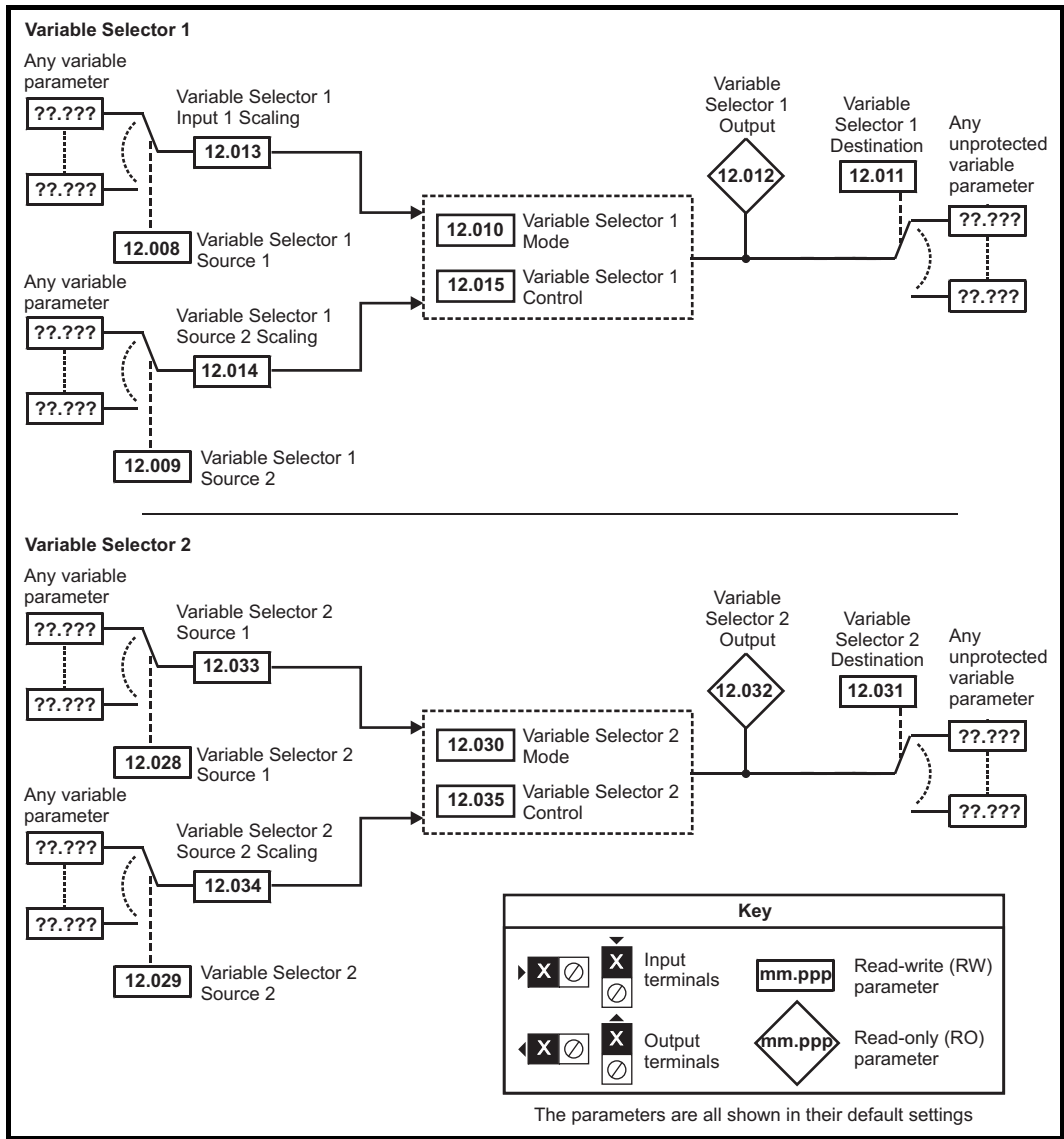 Variable Selector 1
Any variable
parameter
??.???
??.???
Variable Selector 1
Input 1 Scaling
12.013
12.008
Variable Selector 1
Source 1
Any variable
parameter
??.???
??.???
Variable Selector 1
Source 2 Scaling
12.014
12.009
Variable Selector 1
Source 2
12.010
Variable Selector 1
Mode
12.015
Variable Selector 1
Control
Variable
Selector 1
Output
12.012
Variable
Selector 1
Destination
12.011
Any
unprotected
variable
parameter
??.???
??.???
Variable Selector 2
Any variable
parameter
??.???
??.???
Variable Selector 2
Source 1
12.033
12.028
Variable Selector 2
Source 1
Any variable
parameter
??.???
??.???
Variable Selector 2
Source 2 Scaling
12.034
12.029
Variable Selector 2
Source 2
12.030
Variable Selector 2
Mode
12.035
Variable Selector 2
Control
Variable
Selector 2
Output
12.032
Variable
Selector 2
Destination
12.031
Any
unprotected
variable
parameter
??.???
??.???
Key
X
X
Input
terminals
mm.ppp
Read-write (RW)
parameter
X
X
Output
terminals
mm.ppp
Read-only (RO)
parameter
The parameters are all shown in their default settings